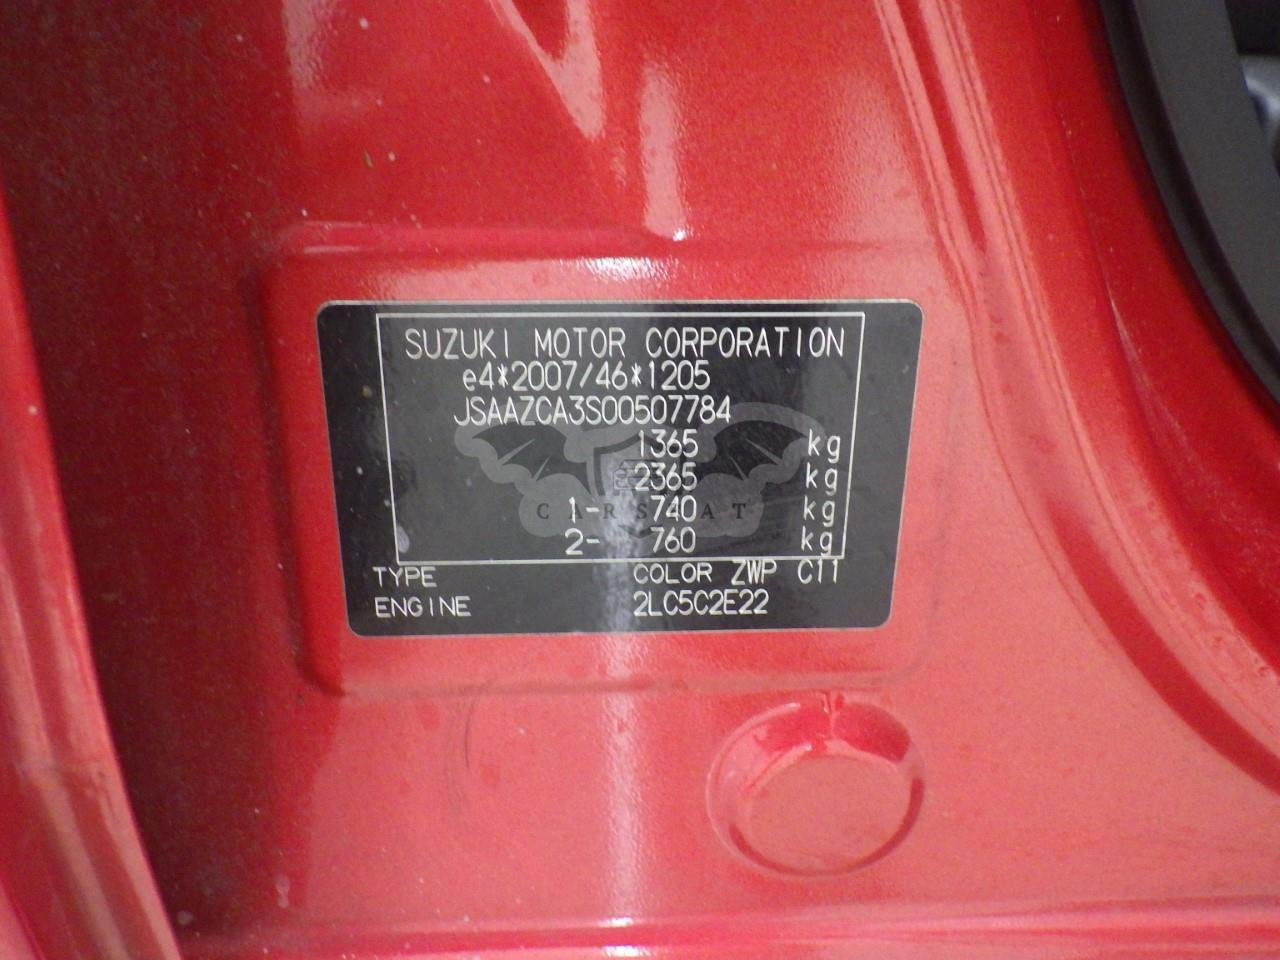 SUZUKI MOTOR CORPORATION
e4*2007/46*1205
JSAAZCA3S00507784
1365 kg
2365 kg
1- 740 kg
2- 760 kg
CARSBAT
TYPE COLOR ZWP C11
ENGINE 2LC5C2E22